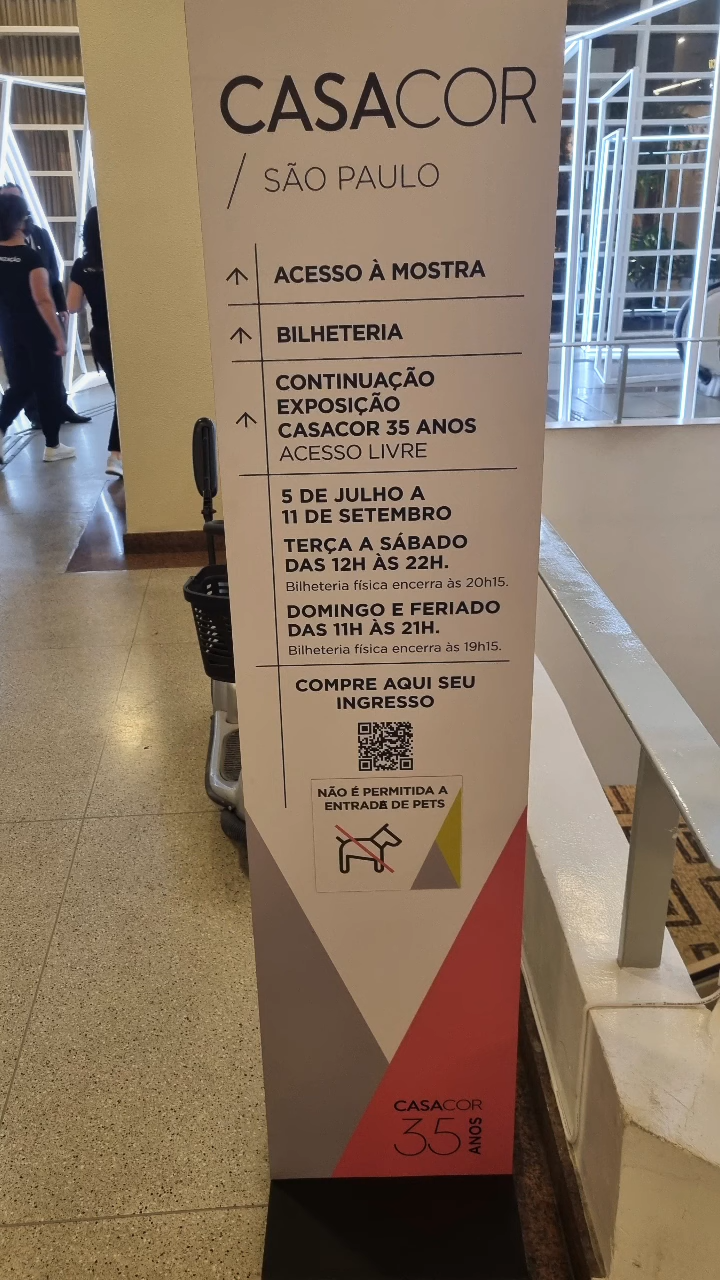 CASACOR
/ SÃO PAULO
↑ ACESSO À MOSTRA
↑ BILHETERIA
CONTINUAÇÃO
EXPOSIÇÃO
↑ CASACOR 35 ANOS
ACESSO LIVRE
5 DE JULHO A
11 DE SETEMBRO
TERÇA A SÁBADO
DAS 12H ÀS 22H.
Bilheteria física encerra às 20h15.
DOMINGO E FERIADO
DAS 11H ÀS 21H.
Bilheteria física encerra às 19h15.
COMPRE AQUI SEU
INGRESSO
NÃO É PERMITIDA A
ENTRADA DE PETS
CASACOR
35 ANOS